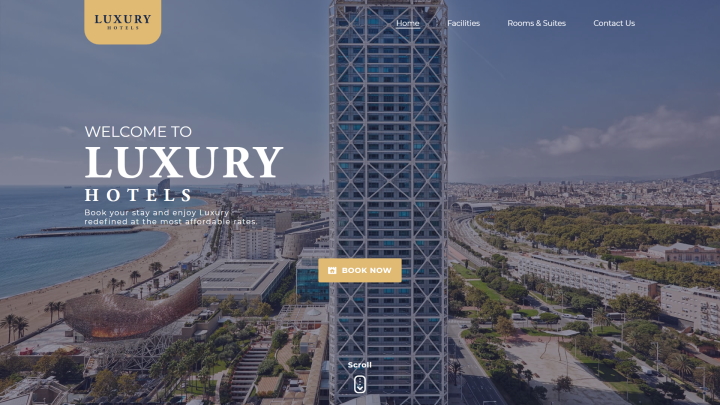 LUXURY
HOTELS
Home
Facilities
Rooms & Suites
Contact Us
WELCOME TO
LUXURY
HOTELS
Book your stay and enjoy Luxury
redefined at the most affordable rates.
BOOK NOW
Scroll